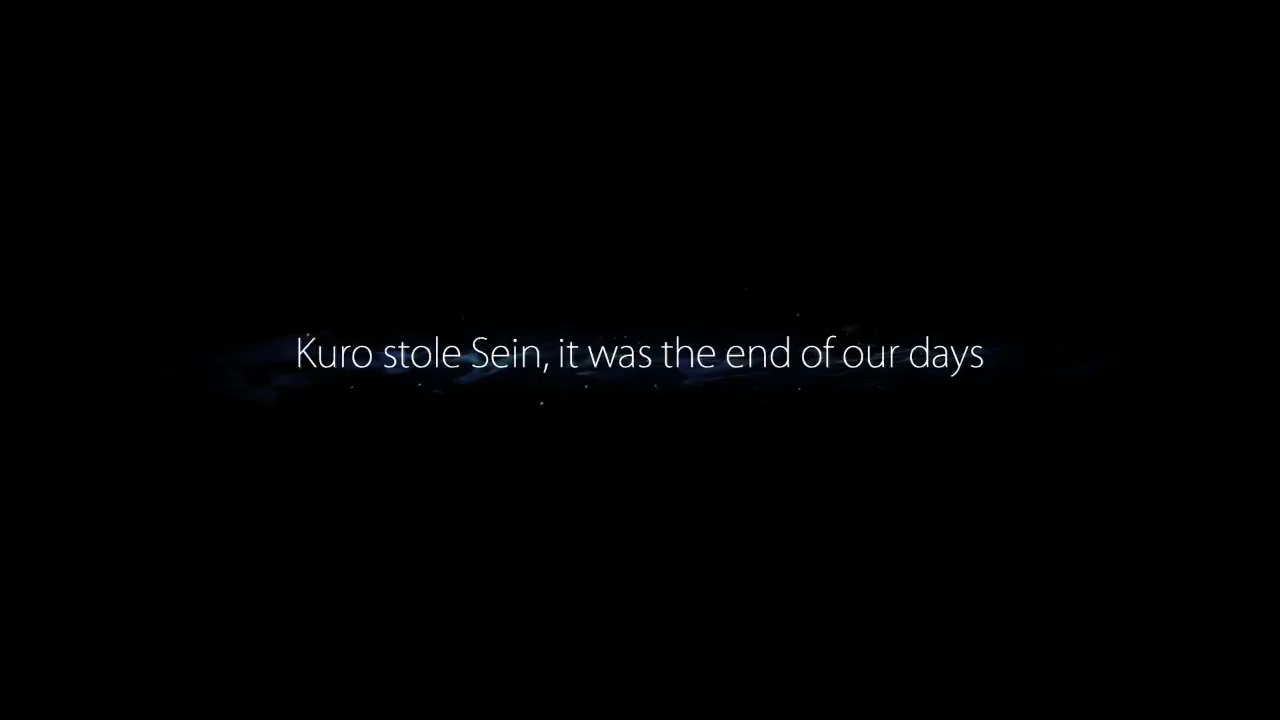 Kuro stole Sein, it was the end of our days